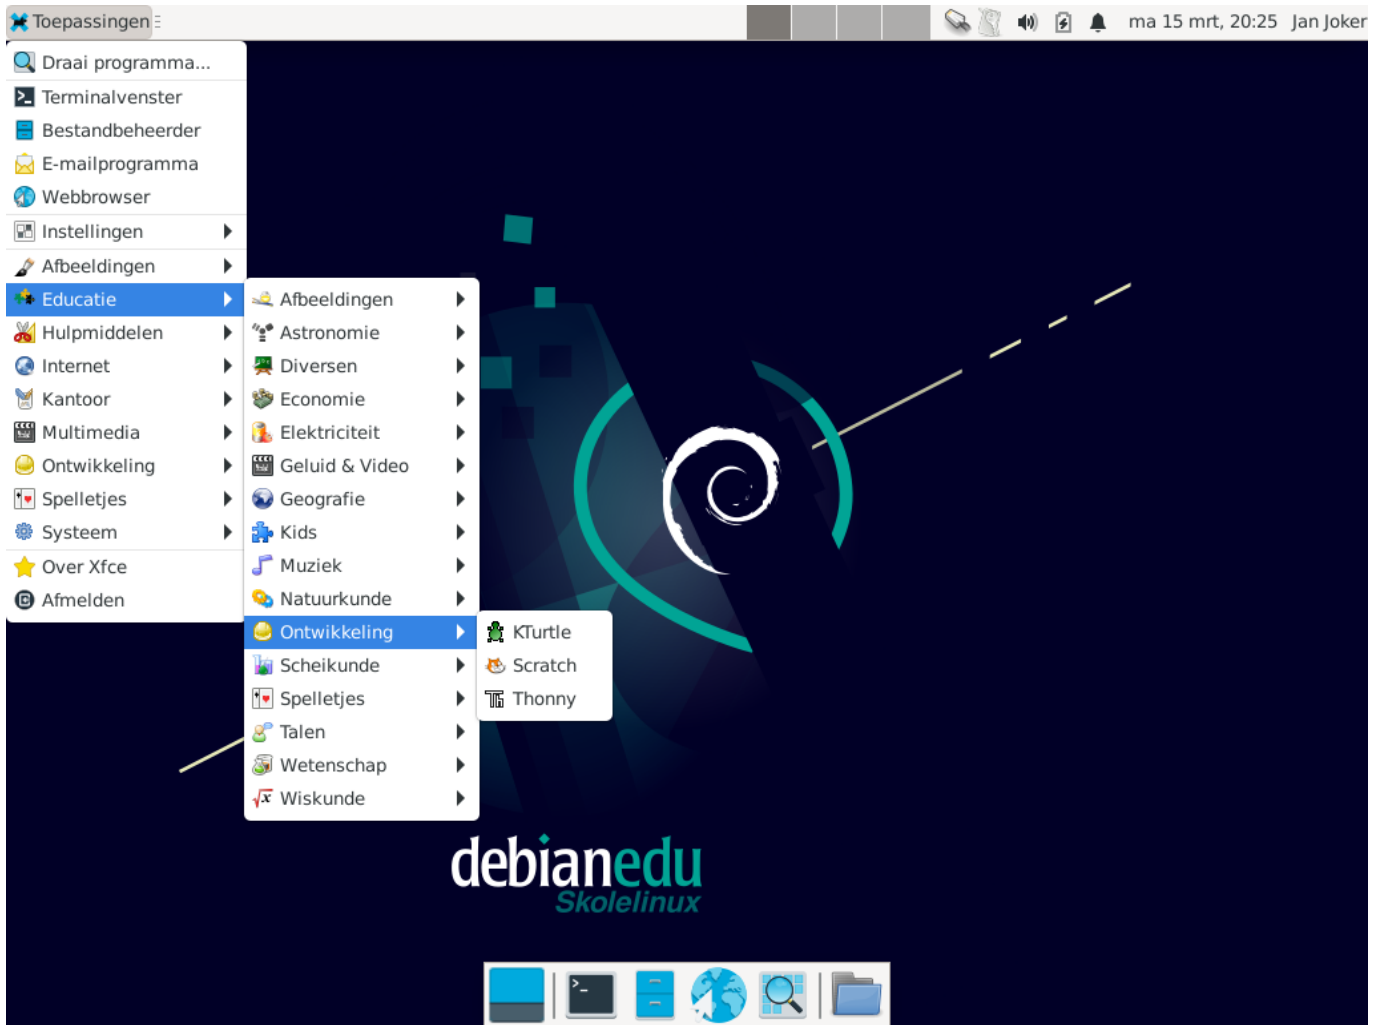 Toepassingen
ma 15 mrt, 20:25 Jan Joker
Draai programma...
Terminalvenster
Bestandbeheerder
E-mailprogramma
Webbrowser
Instellingen
Afbeeldingen
Educatie
Hulpmiddelen
Internet
Kantoor
Multimedia
Ontwikkeling
Spelletjes
Systeem
Over Xfce
Afmelden
Afbeeldingen
Astronomie
Diversen
Economie
Elektriciteit
Geluid & Video
Geografie
Kids
Muziek
Natuurkunde
Ontwikkeling
Scheikunde
Spelletjes
Talen
Wetenschap
Wiskunde
KTurtle
Scratch
Thonny
debianedu
Skolelinux